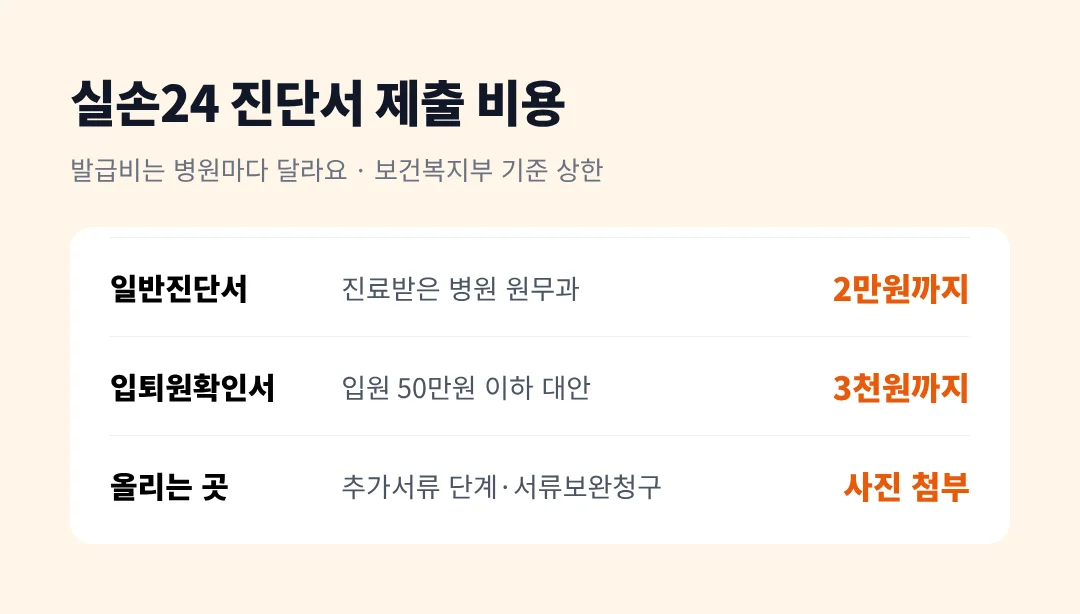 실손24 진단서 제출 비용
발급비는 병원마다 달라요 · 보건복지부 기준 상한
일반진단서 진료받은 병원 원무과 2만원까지
입퇴원확인서 입원 50만원 이하 대안 3천원까지
올리는 곳 추가서류 단계·서류보완청구 사진 첨부